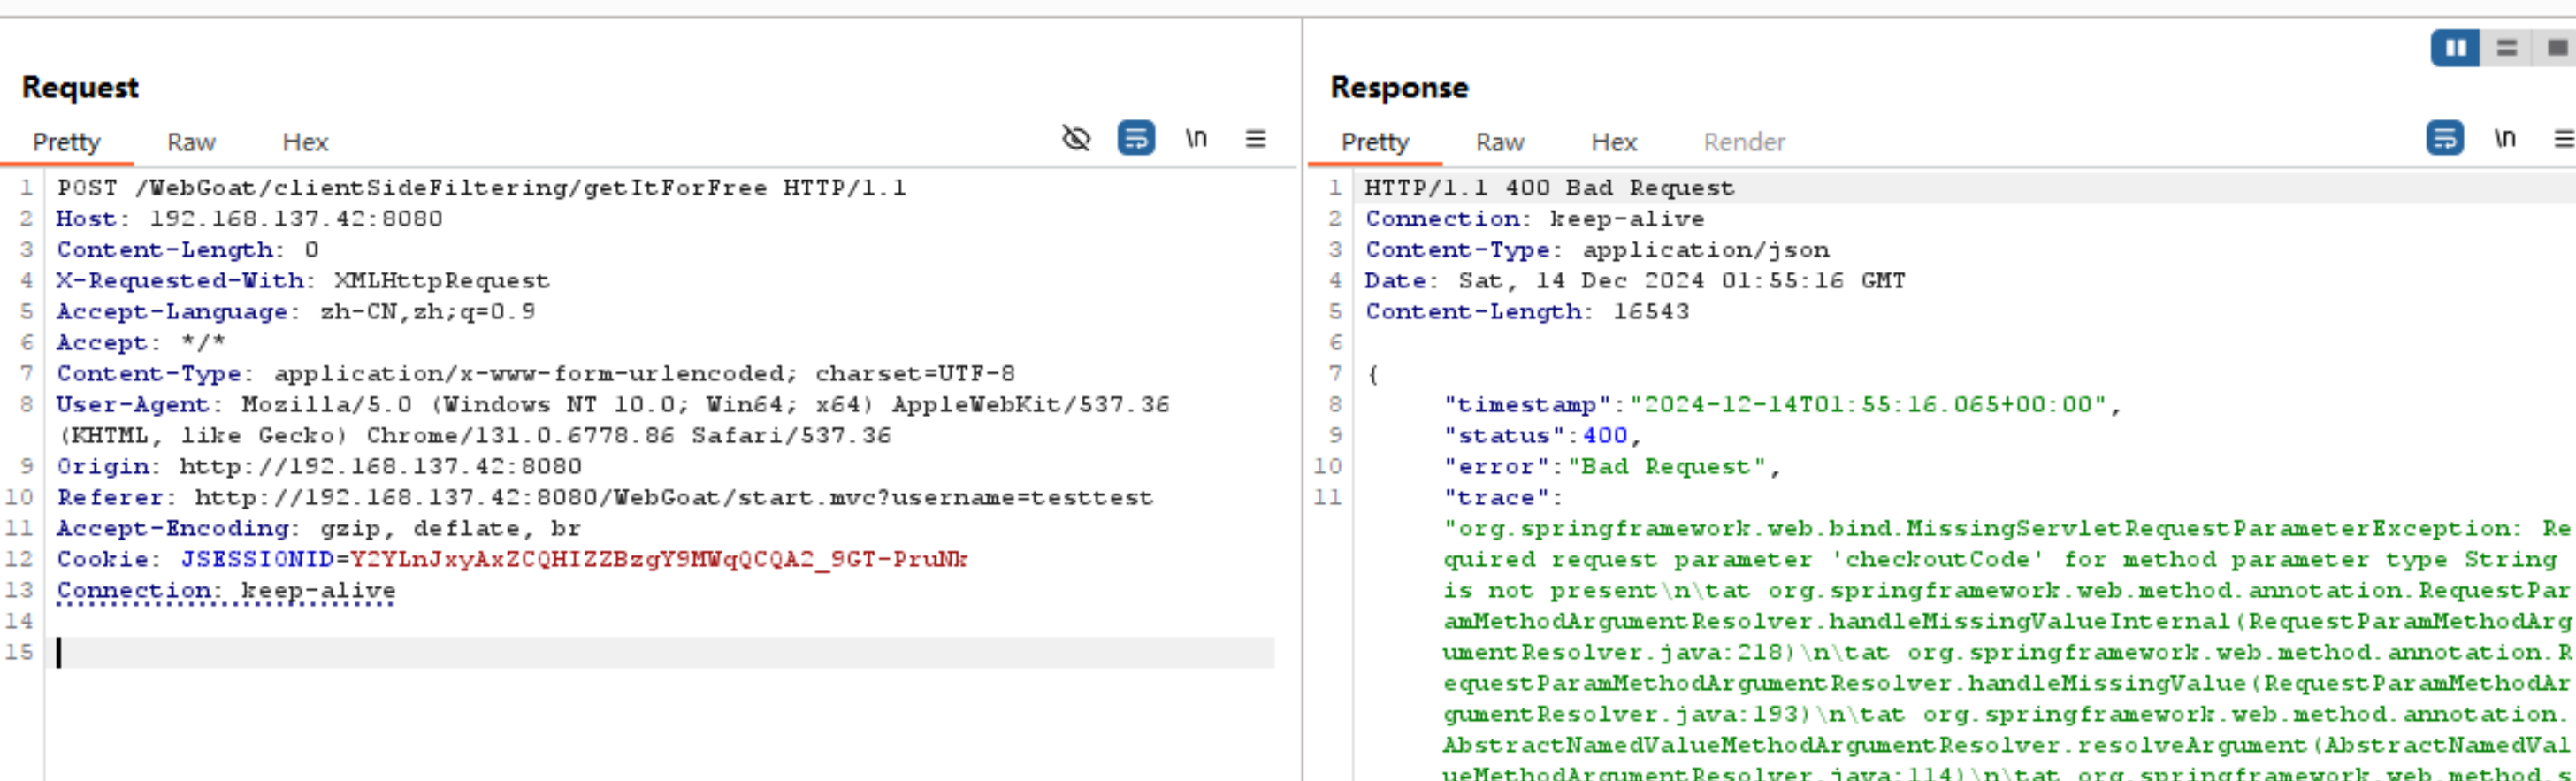 Request
Pretty Raw Hex \n
1 POST /WebGoat/clientSideFiltering/getItForFree HTTP/1.1
2 Host: 192.168.137.42:8080
3 Content-Length: 0
4 X-Requested-With: XMLHttpRequest
5 Accept-Language: zh-CN,zh;q=0.9
6 Accept: */*
7 Content-Type: application/x-www-form-urlencoded; charset=UTF-8
8 User-Agent: Mozilla/5.0 (Windows NT 10.0; Win64; x64) AppleWebKit/537.36
(KHTML, like Gecko) Chrome/131.0.6778.86 Safari/537.36
9 Origin: http://192.168.137.42:8080
10 Referer: http://192.168.137.42:8080/WebGoat/start.mvc?username=testtest
11 Accept-Encoding: gzip, deflate, br
12 Cookie: JSESSIONID=Y2YLnJxyAxZCQHIZZBzgY9MWqQCQA2_9GT-PruNk
13 Connection: keep-alive
14
15
Response
Pretty Raw Hex Render \n
1 HTTP/1.1 400 Bad Request
2 Connection: keep-alive
3 Content-Type: application/json
4 Date: Sat, 14 Dec 2024 01:55:16 GMT
5 Content-Length: 16543
6
7 {
8 "timestamp":"2024-12-14T01:55:16.065+00:00",
9 "status":400,
10 "error":"Bad Request",
11 "trace":
"org.springframework.web.bind.MissingServletRequestParameterException: Re
quired request parameter 'checkoutCode' for method parameter type String
is not present\n\tat org.springframework.web.method.annotation.RequestPar
amMethodArgumentResolver.handleMissingValueInternal(RequestParamMethodArg
umentResolver.java:218)\n\tat org.springframework.web.method.annotation.R
equestParamMethodArgumentResolver.handleMissingValue(RequestParamMethodAr
gumentResolver.java:193)\n\tat org.springframework.web.method.annotation.
AbstractNamedValueMethodArgumentResolver.resolveArgument(AbstractNamedVal
ueMethodArgumentResolver.java:114)\n\tat org.springframework.web.method.s